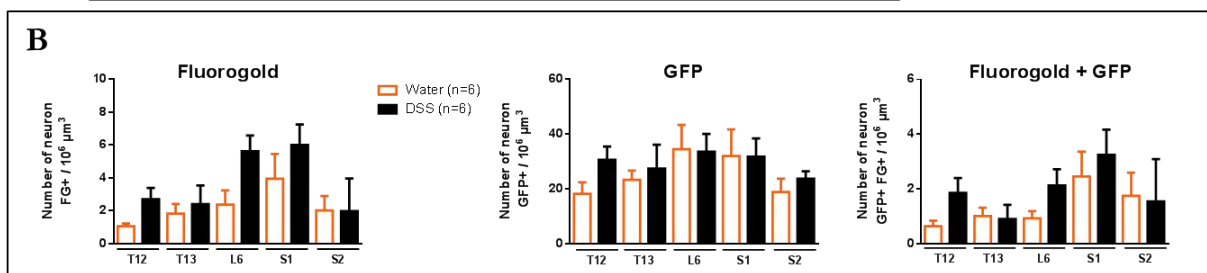 B
Fluorogold
Number of neuron
FG+ / 10⁶ µm³
10
8
6
4
2
0
T12 T13 L6 S1 S2
Water (n=6)
DSS (n=6)
GFP
Number of neuron
GFP+ / 10⁶ µm³
60
40
20
0
T12 T13 L6 S1 S2
Fluorogold + GFP
Number of neuron
GFP+ FG+ / 10⁶ µm³
6
4
2
0
T12 T13 L6 S1 S2